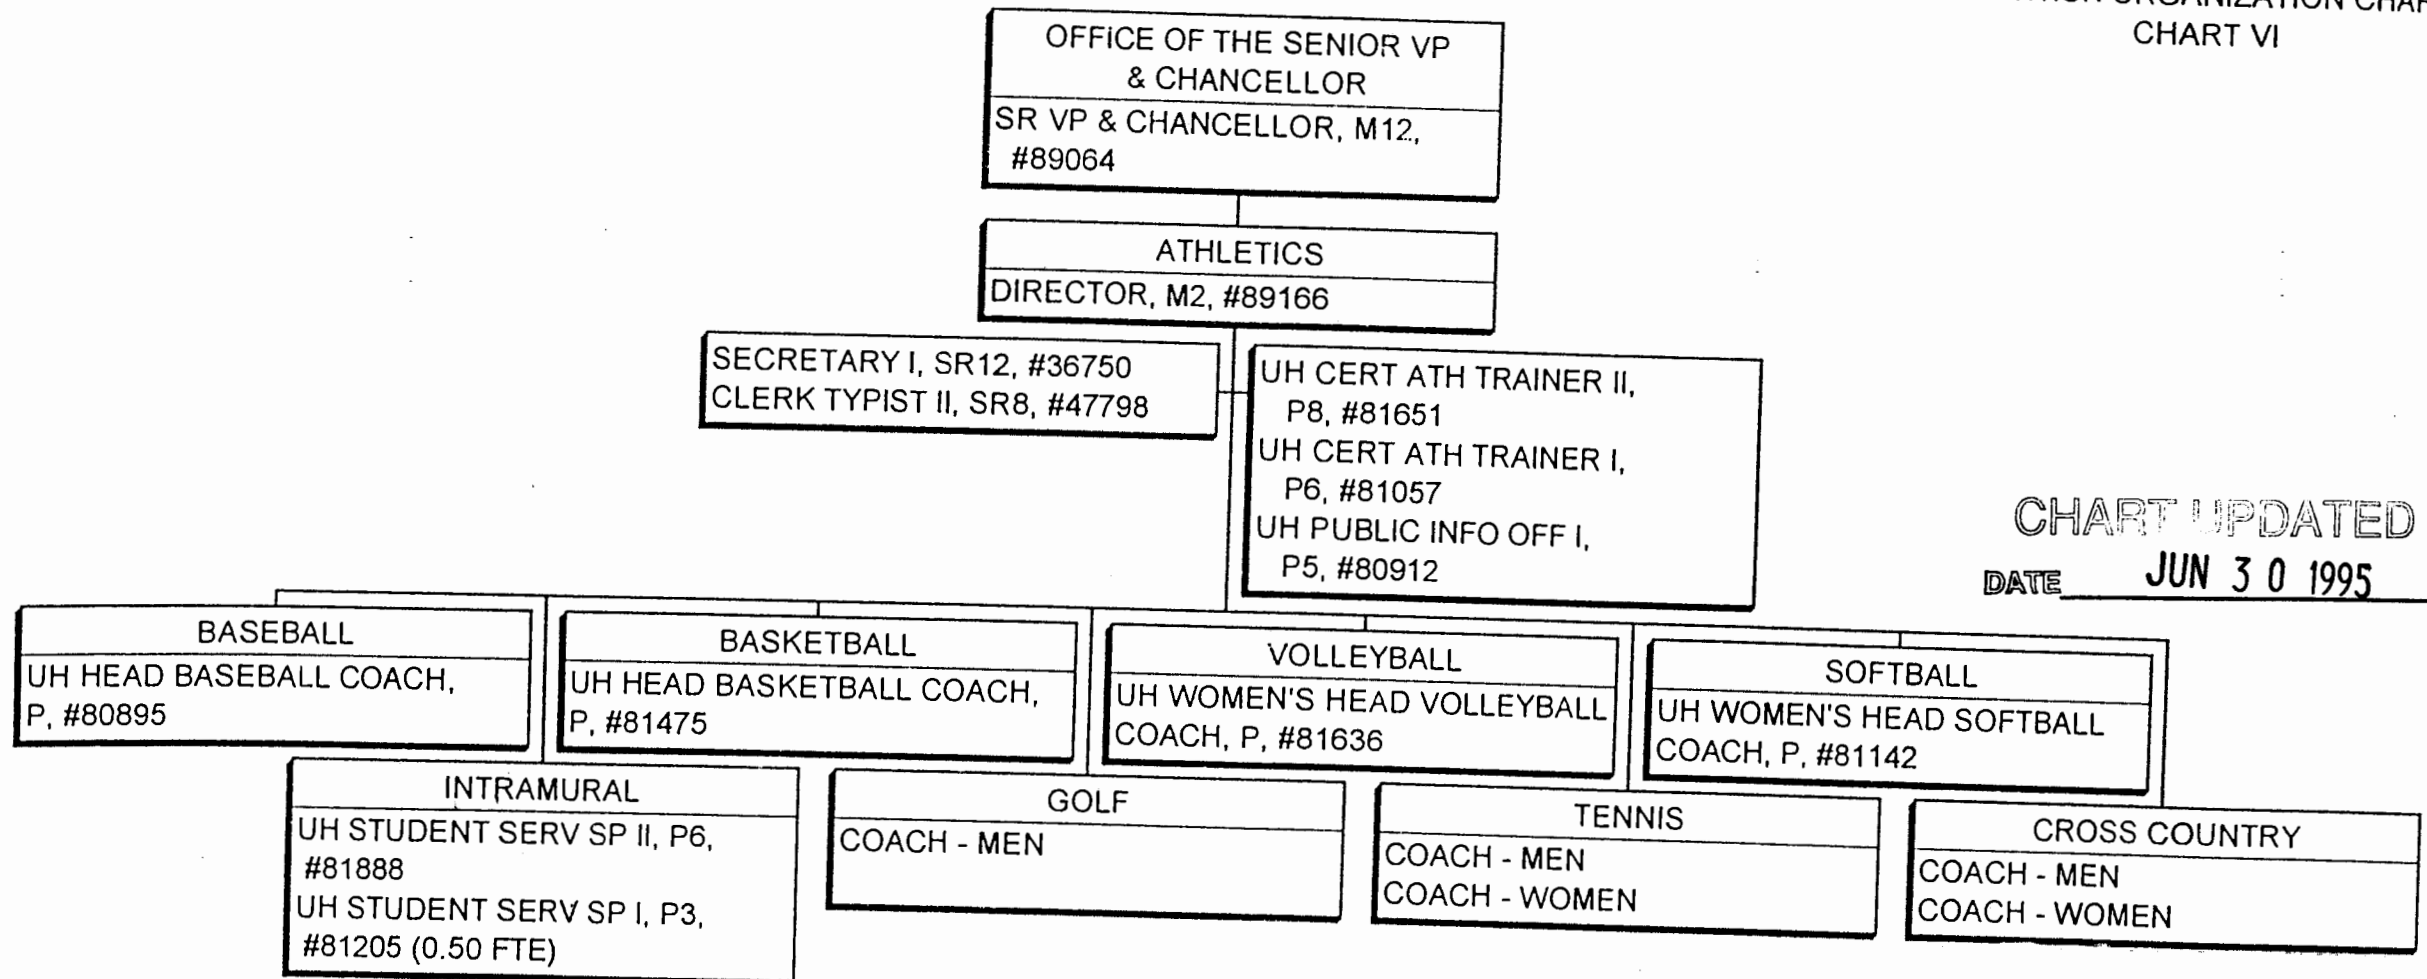 ORGANIZATION CHAR
CHART VI
OFFICE OF THE SENIOR VP
& CHANCELLOR
SR VP & CHANCELLOR, M12,
#89064
ATHLETICS
DIRECTOR, M2, #89166
SECRETARY I, SR12, #36750
CLERK TYPIST II, SR8, #47798
UH CERT ATH TRAINER II,
P8, #81651
UH CERT ATH TRAINER I,
P6, #81057
UH PUBLIC INFO OFF I,
P5, #80912
CHART UPDATED
DATE JUN 30 1995
BASEBALL
UH HEAD BASEBALL COACH,
P, #80895
BASKETBALL
UH HEAD BASKETBALL COACH,
P, #81475
VOLLEYBALL
UH WOMEN'S HEAD VOLLEYBALL
COACH, P, #81636
SOFTBALL
UH WOMEN'S HEAD SOFTBALL
COACH, P, #81142
INTRAMURAL
UH STUDENT SERV SP II, P6,
#81888
UH STUDENT SERV SP I, P3,
#81205 (0.50 FTE)
GOLF
COACH - MEN
TENNIS
COACH - MEN
COACH - WOMEN
CROSS COUNTRY
COACH - MEN
COACH - WOMEN